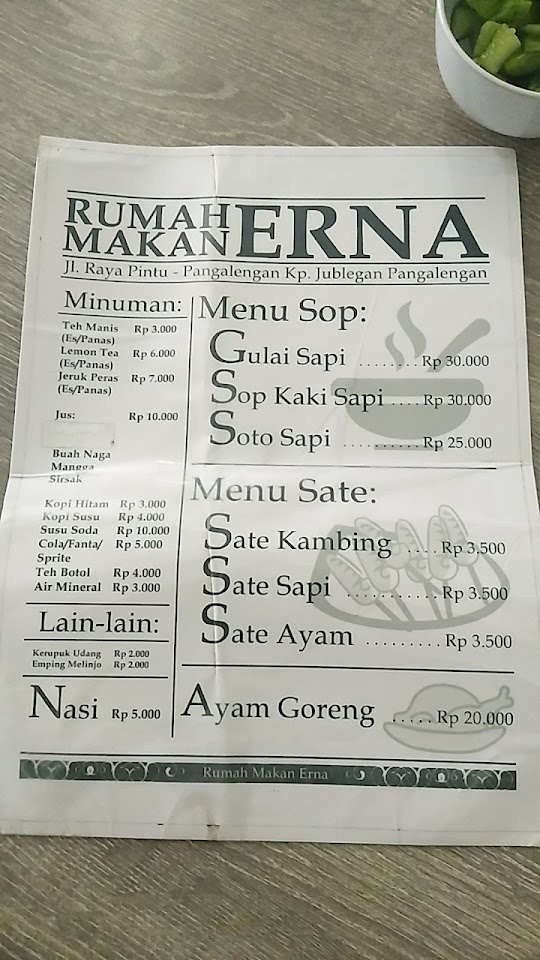 RUMAH
MAKAN ERNA
Jl. Raya Pintu - Pangalengan Kp. Jublegan Pangalengan
Minuman:
Teh Manis Rp 3.000
(Es/Panas)
Lemon Tea Rp 6.000
(Es/Panas)
Jeruk Peras Rp 7.000
(Es/Panas)
Jus: Rp 10.000
Buah Naga
Mangga
Sirsak
Kopi Hitam Rp 3.000
Kopi Susu Rp 4.000
Susu Soda Rp 10.000
Cola/Fanta/ Rp 5.000
Sprite
Teh Botol Rp 4.000
Air Mineral Rp 3.000
Lain-lain:
Kerupuk Udang Rp 2.000
Emping Melinjo Rp 2.000
Nasi Rp 5.000
Menu Sop:
Gulai Sapi ........ Rp 30.000
Sop Kaki Sapi .... Rp 30.000
Soto Sapi .......... Rp 25.000
Menu Sate:
Sate Kambing .... Rp 3.500
Sate Sapi ........... Rp 3.500
Sate Ayam ......... Rp 3.500
Ayam Goreng ..... Rp 20.000
Rumah Makan Erna